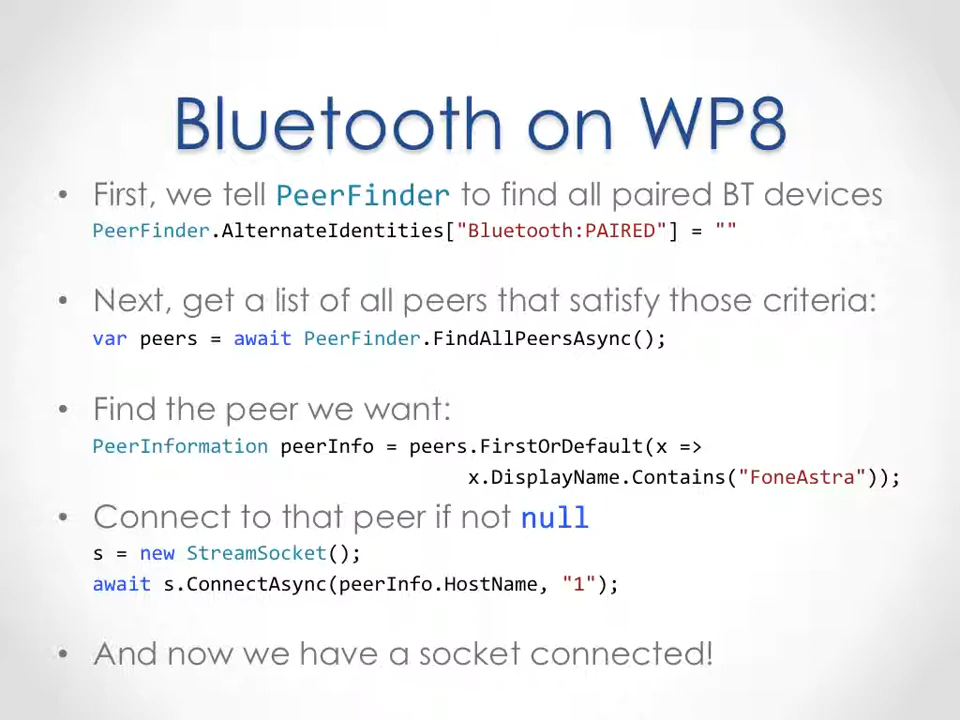 Bluetooth on WP8
• First, we tell PeerFinder to find all paired BT devices
PeerFinder.AlternateIdentities["Bluetooth:PAIRED"] = ""
• Next, get a list of all peers that satisfy those criteria:
var peers = await PeerFinder.FindAllPeersAsync();
• Find the peer we want:
PeerInformation peerInfo = peers.FirstOrDefault(x =>
x.DisplayName.Contains("FoneAstra"));
• Connect to that peer if not null
s = new StreamSocket();
await s.ConnectAsync(peerInfo.HostName, "1");
• And now we have a socket connected!